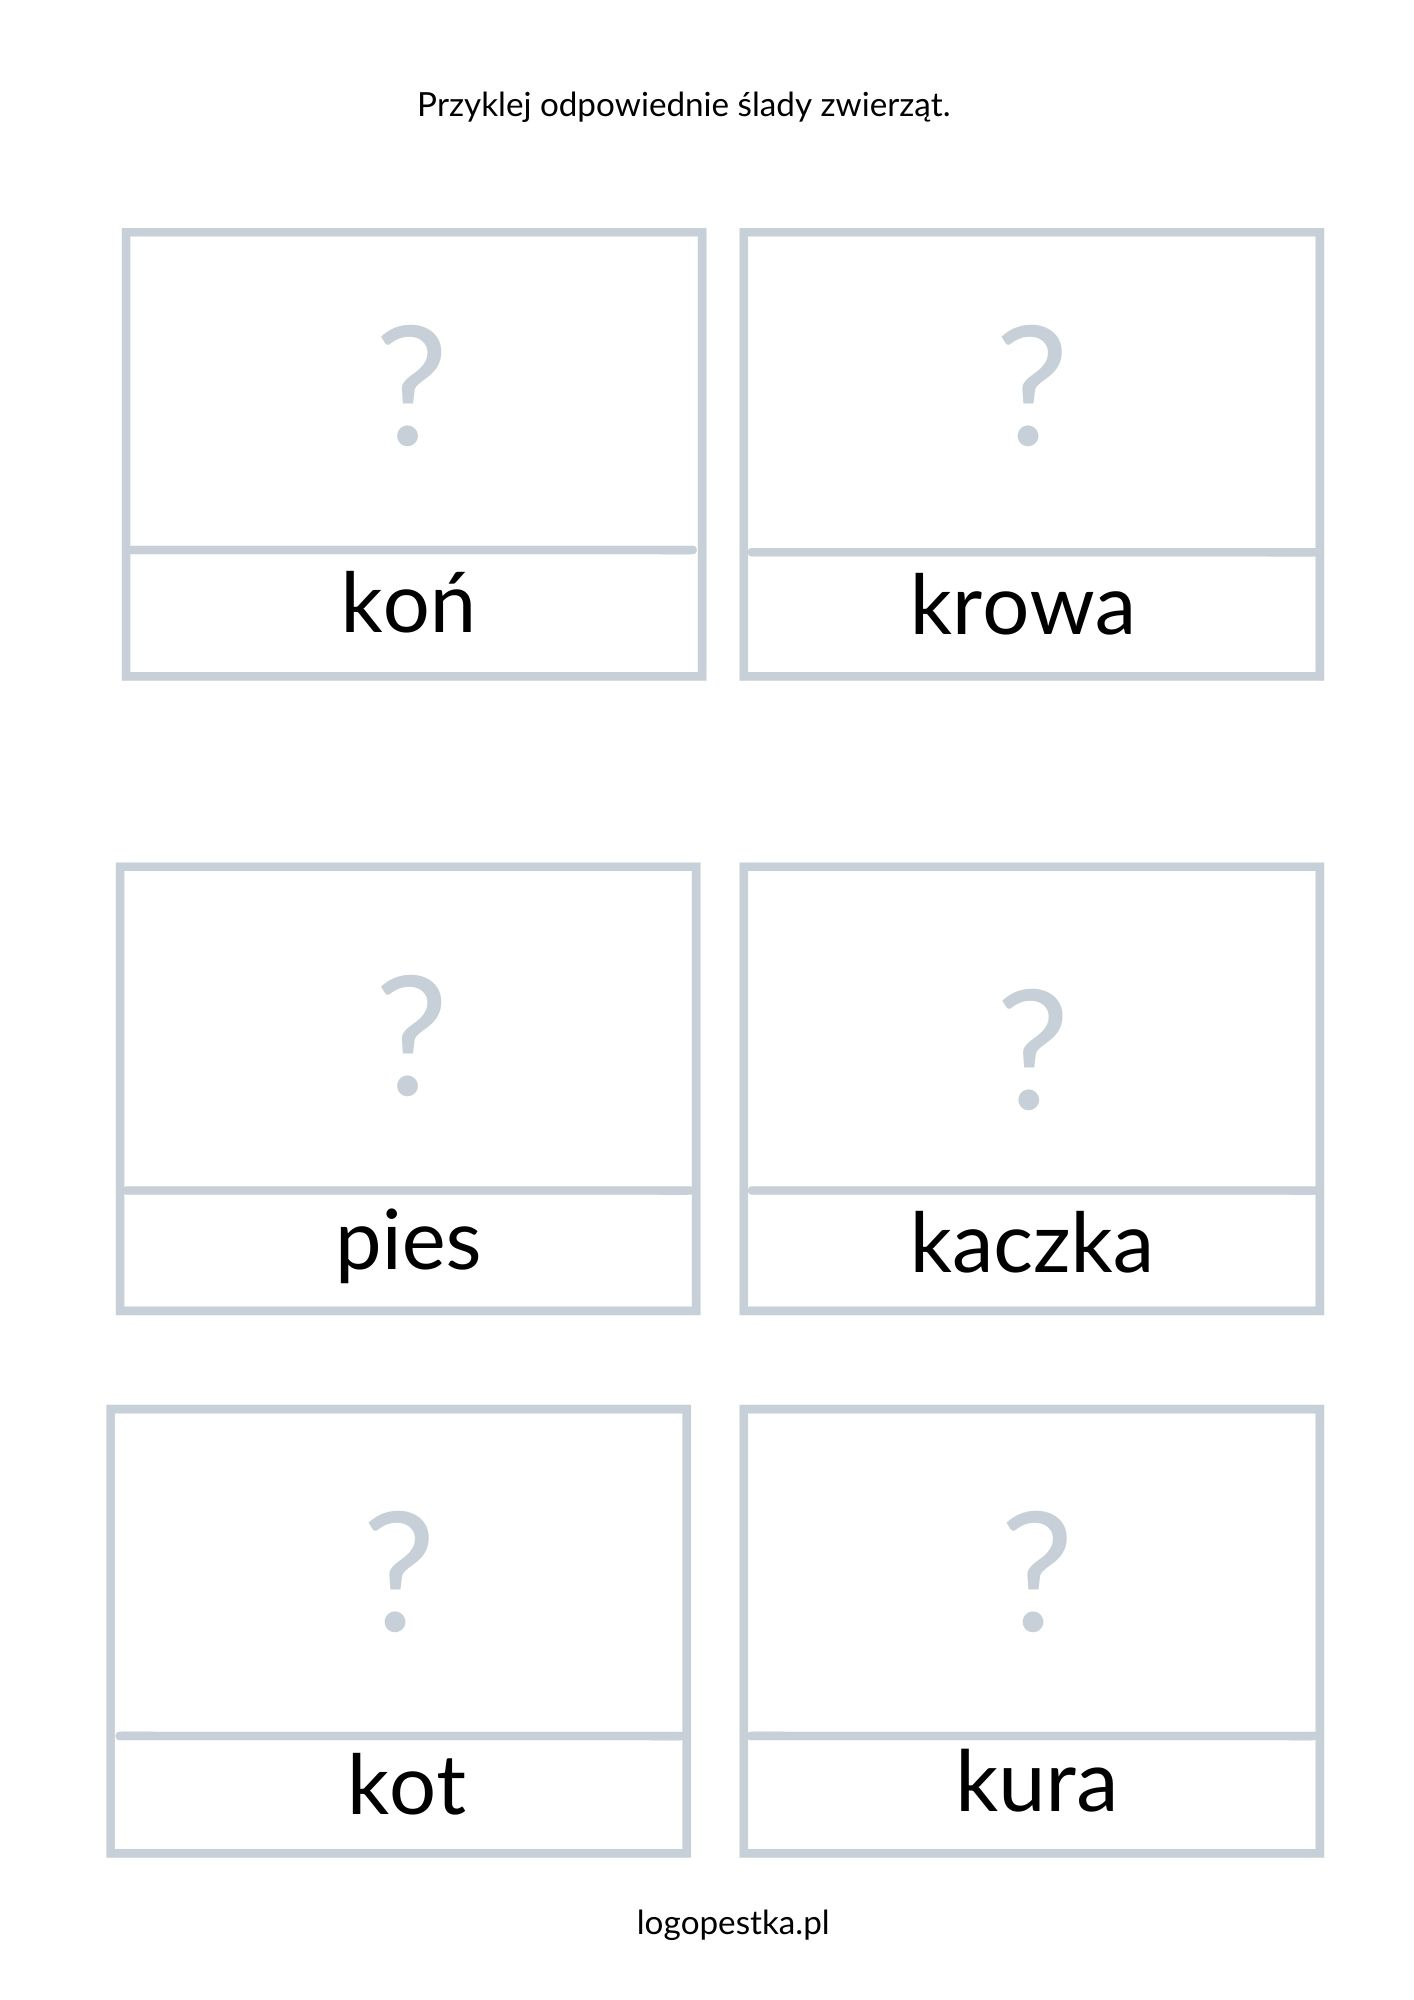 Przyklej odpowiednie ślady zwierząt.
?
?
koń
krowa
?
?
pies
kaczka
?
?
kot
kura
logopestka.pl